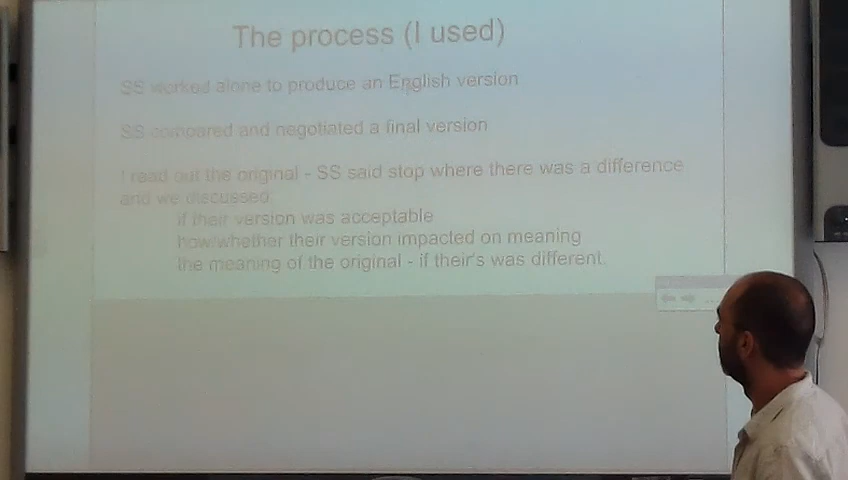 The process (I used)
SS worked alone to produce an English version
SS compared and negotiated a final version
I read out the original - SS said stop where there was a difference
and we discussed:
if their version was acceptable
how/whether their version impacted on meaning
the meaning of the original - if their's was different.